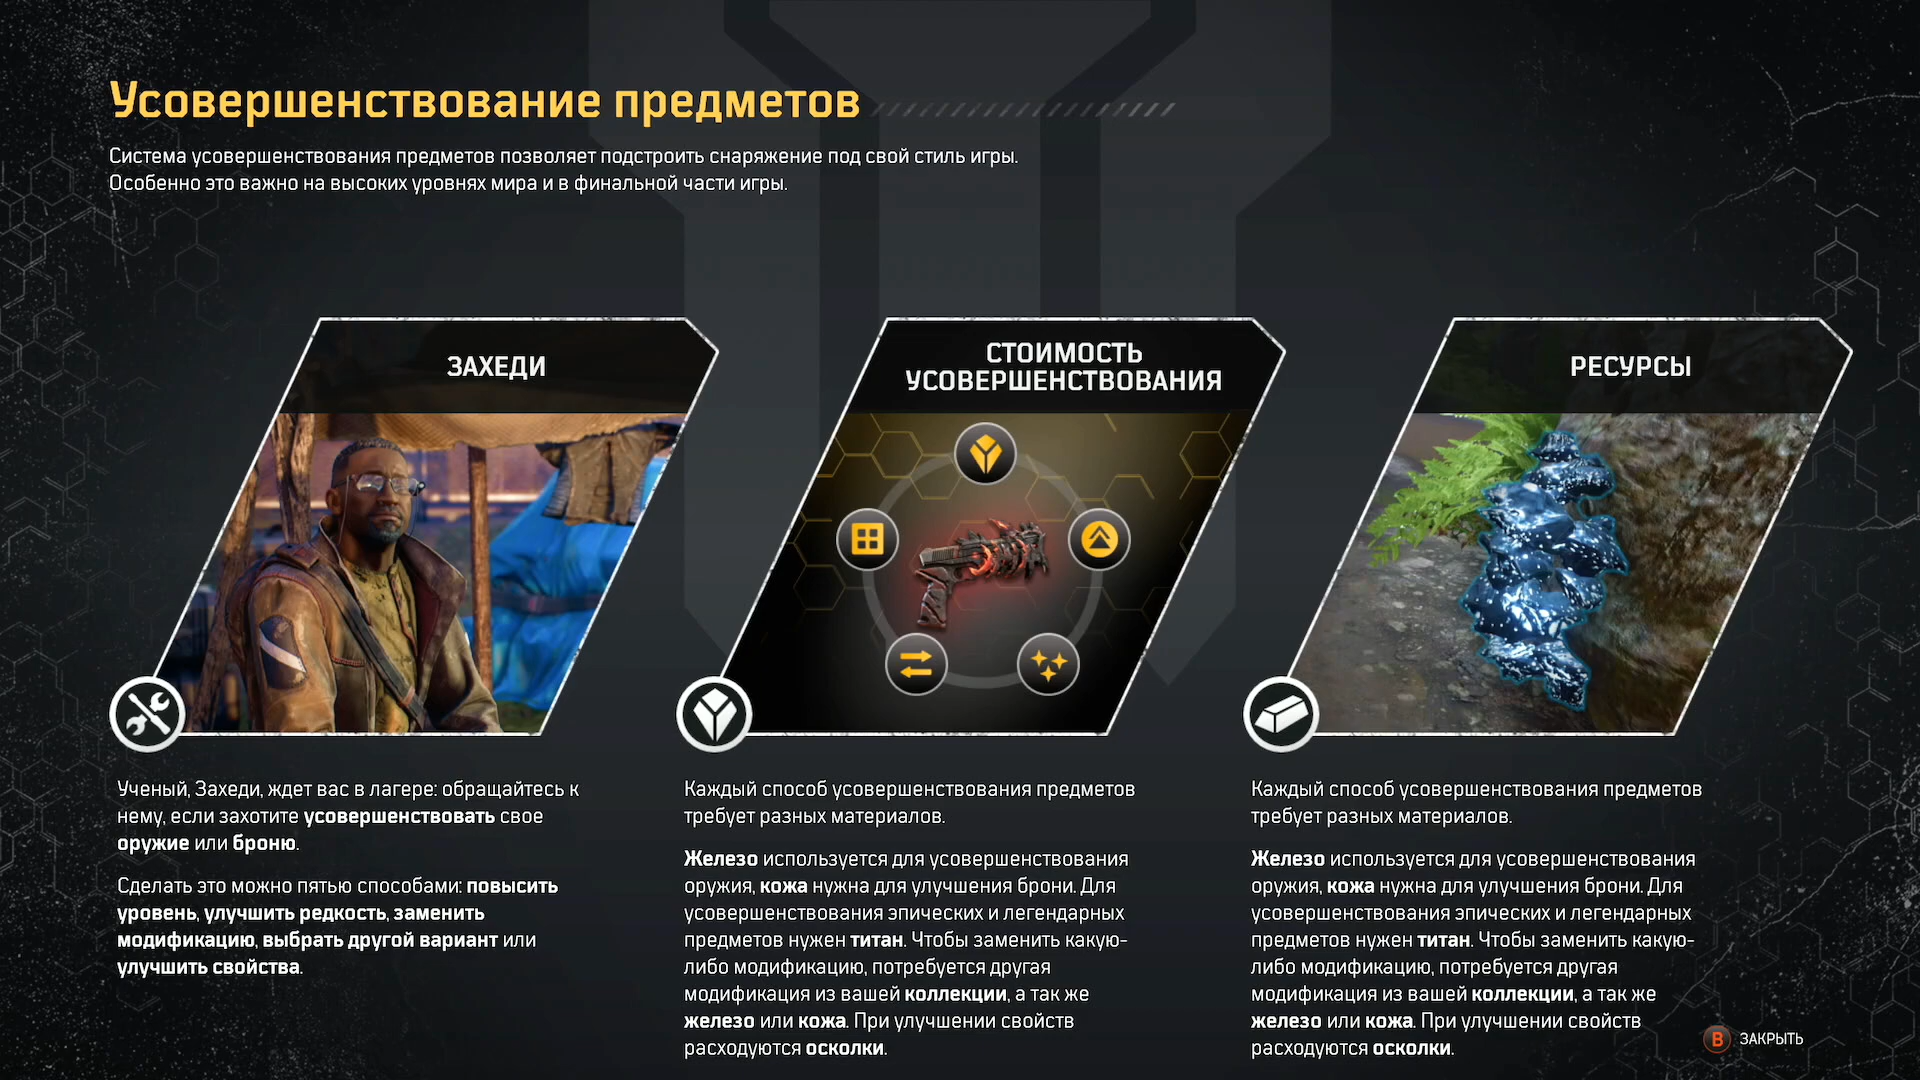 Усовершенствование предметов
Система усовершенствования предметов позволяет подстроить снаряжение под свой стиль игры.
Особенно это важно на высоких уровнях мира и в финальной части игры.
ЗАХЕДИ
Ученый, Захеди, ждет вас в лагере: обращайтесь к
нему, если захотите усовершенствовать свое
оружие или броню.
Сделать это можно пятью способами: повысить
уровень, улучшить редкость, заменить
модификацию, выбрать другой вариант или
улучшить свойства.
СТОИМОСТЬ
УСОВЕРШЕНСТВОВАНИЯ
Каждый способ усовершенствования предметов
требует разных материалов.
Железо используется для усовершенствования
оружия, кожа нужна для улучшения брони. Для
усовершенствования эпических и легендарных
предметов нужен титан. Чтобы заменить какую-
либо модификацию, потребуется другая
модификация из вашей коллекции, а так же
железо или кожа. При улучшении свойств
расходуются осколки.
РЕСУРСЫ
Каждый способ усовершенствования предметов
требует разных материалов.
Железо используется для усовершенствования
оружия, кожа нужна для улучшения брони. Для
усовершенствования эпических и легендарных
предметов нужен титан. Чтобы заменить какую-
либо модификацию, потребуется другая
модификация из вашей коллекции, а так же
железо или кожа. При улучшении свойств
расходуются осколки.
B ЗАКРЫТЬ